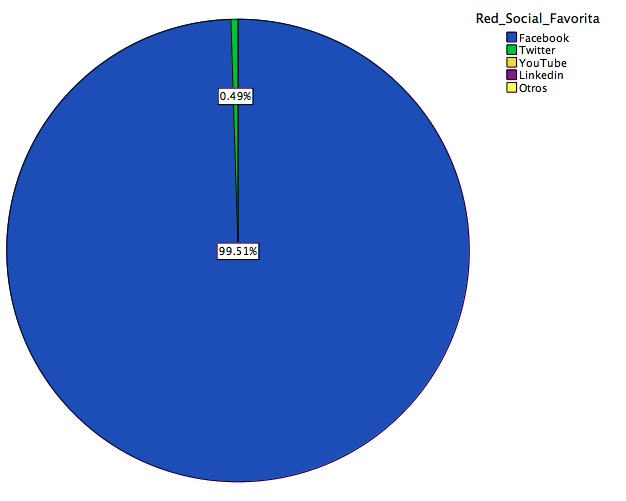 Red_Social_Favorita
Facebook
Twitter
YouTube
Linkedin
Otros
0.49%
99.51%